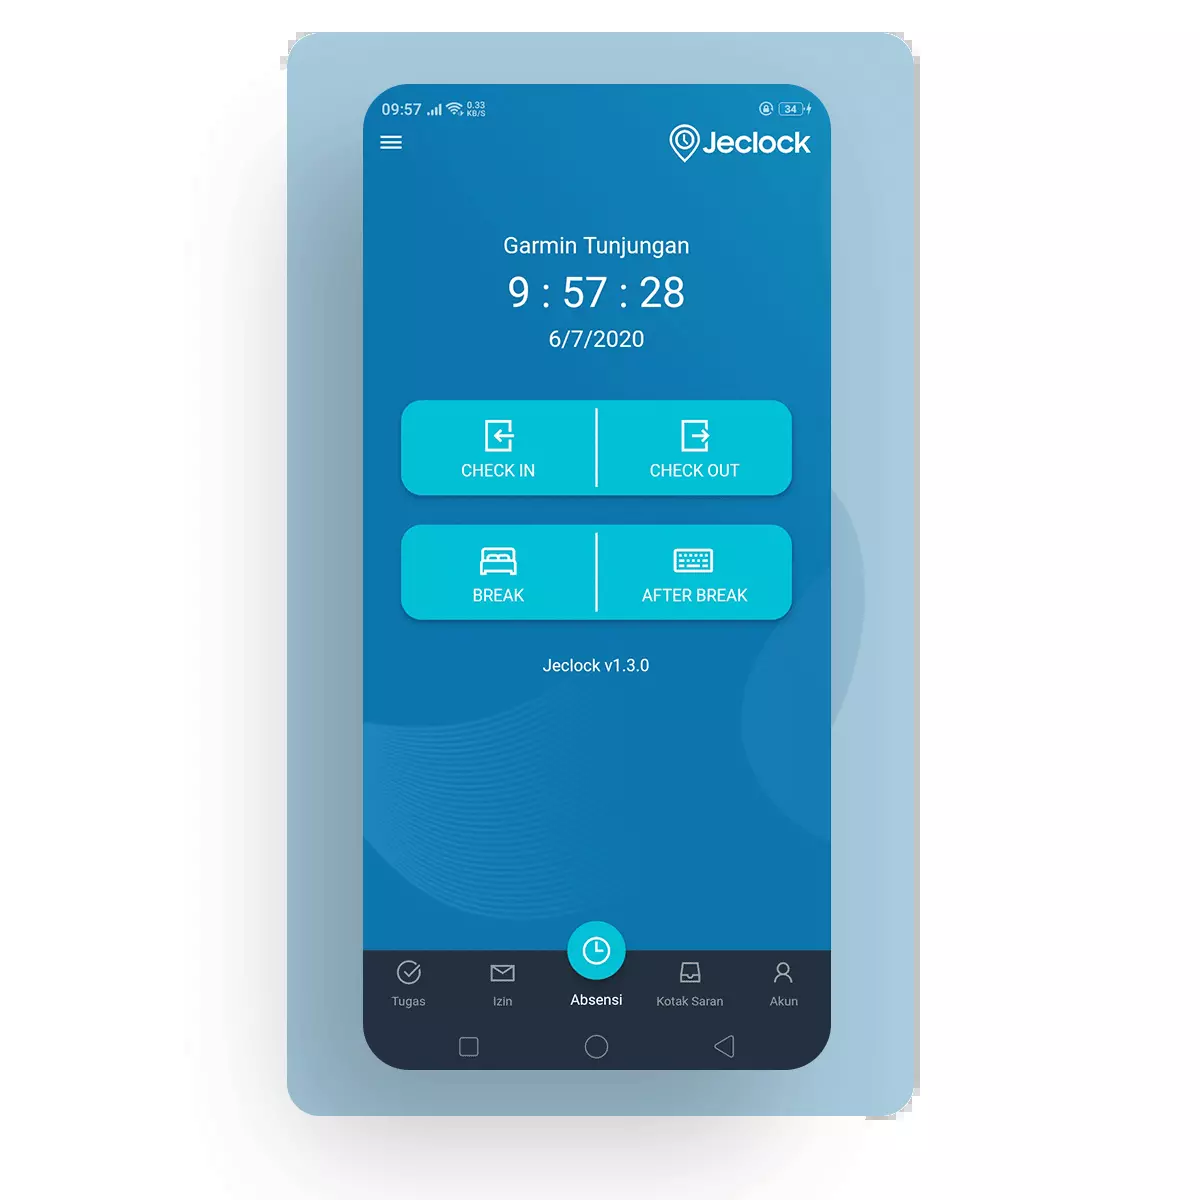 09:57 0.33 KB/S 34
Jeclock
Garmin Tunjungan
9 : 57 : 28
6/7/2020
CHECK IN CHECK OUT
BREAK AFTER BREAK
Jeclock v1.3.0
Tugas Izin Absensi Kotak Saran Akun